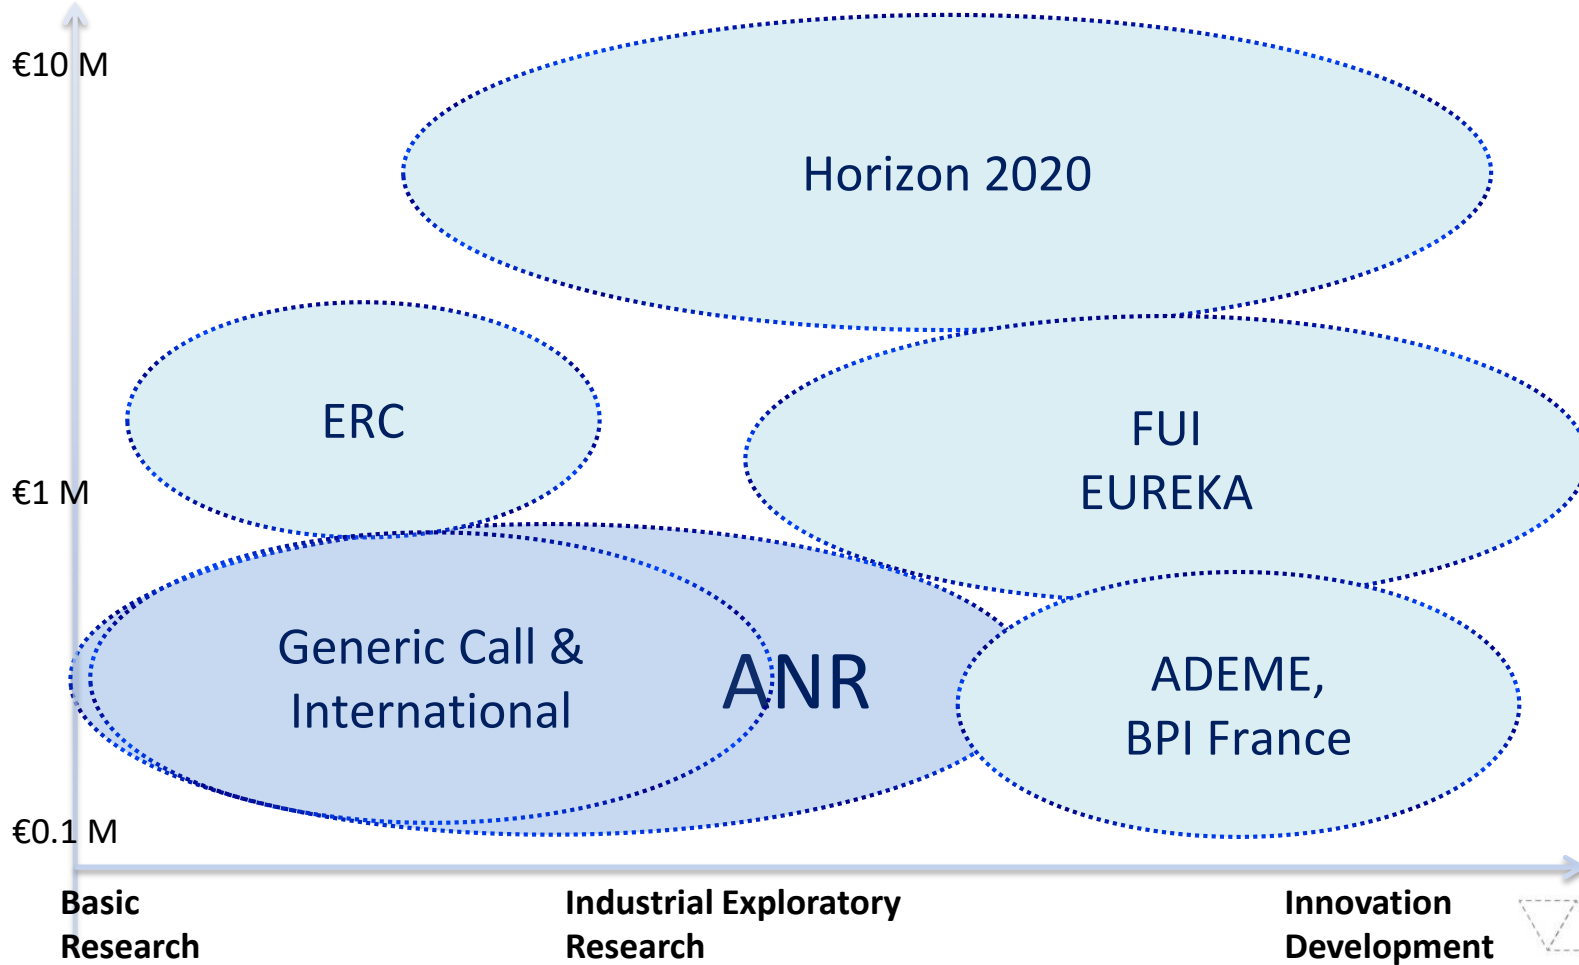 €10 M
Horizon 2020
ERC
FUI
EUREKA
€1 M
Generic Call &
International
ANR
ADEME,
BPI France
€0.1 M
Basic
Research
Industrial Exploratory
Research
Innovation
Development